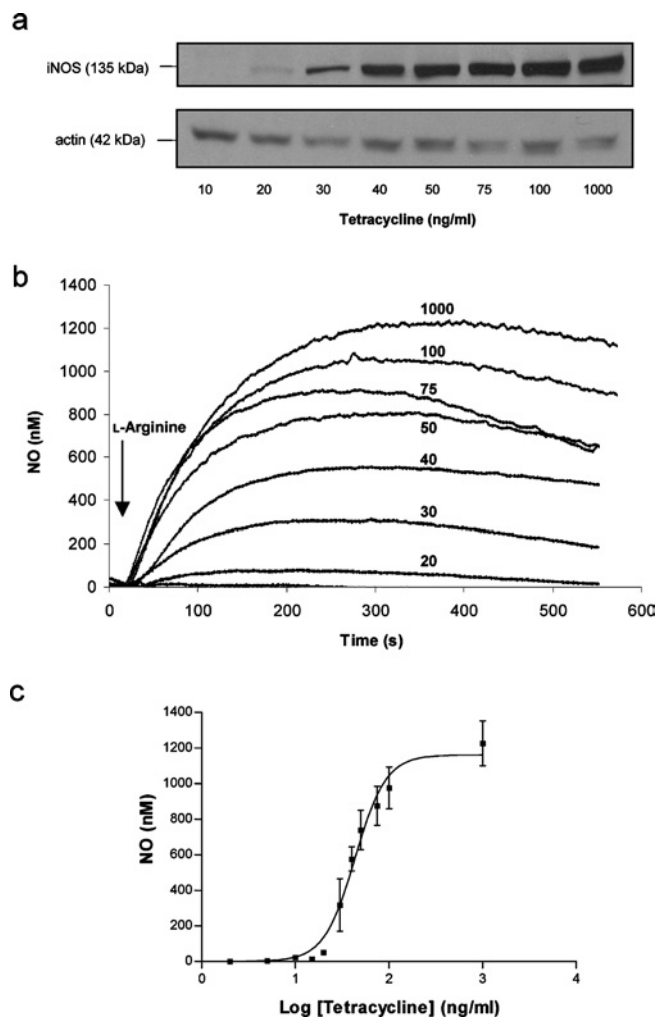 a
iNOS (135 kDa)
actin (42 kDa)
10 20 30 40 50 75 100 1000
Tetracycline (ng/ml)
b
1400
1200
1000
800
600
400
200
0
NO (nM)
L-Arginine
1000
100
75
50
40
30
20
0 100 200 300 400 500 600
Time (s)
c
1400
1200
1000
800
600
400
200
0
NO (nM)
0 1 2 3 4
Log [Tetracycline] (ng/ml)